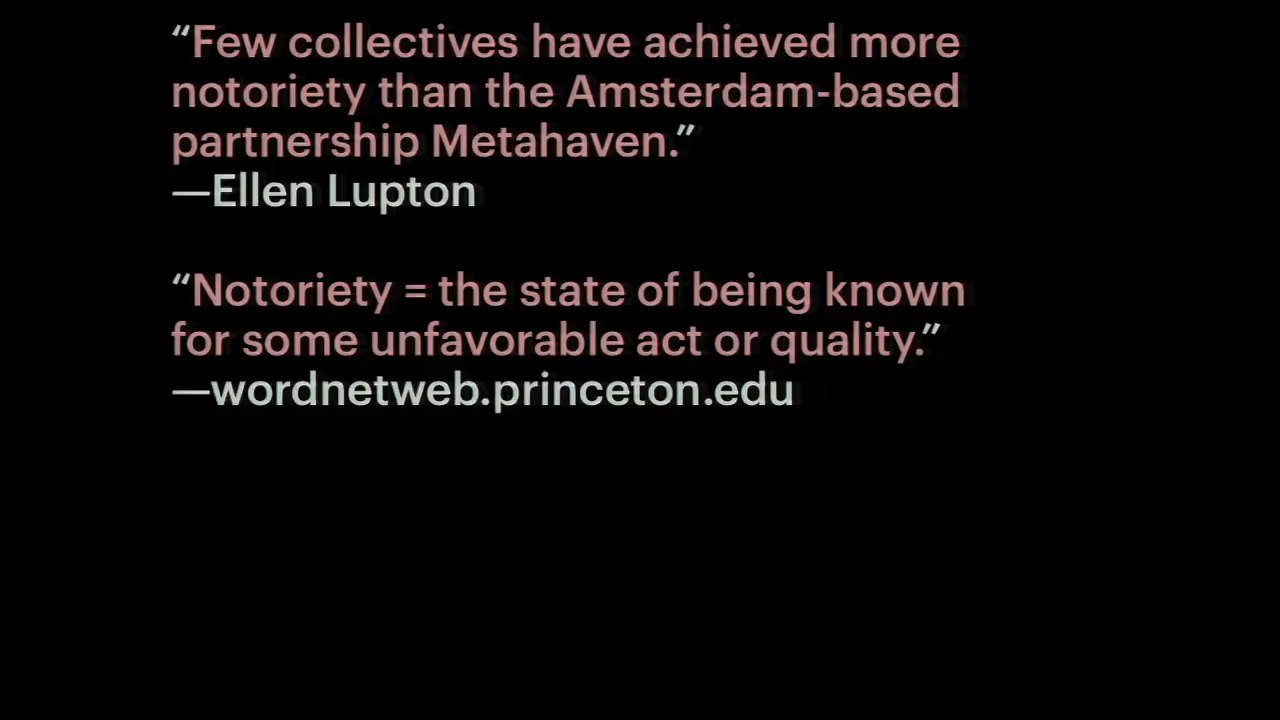 “Few collectives have achieved more
notoriety than the Amsterdam-based
partnership Metahaven.”
—Ellen Lupton
“Notoriety = the state of being known
for some unfavorable act or quality.”
—wordnetweb.princeton.edu